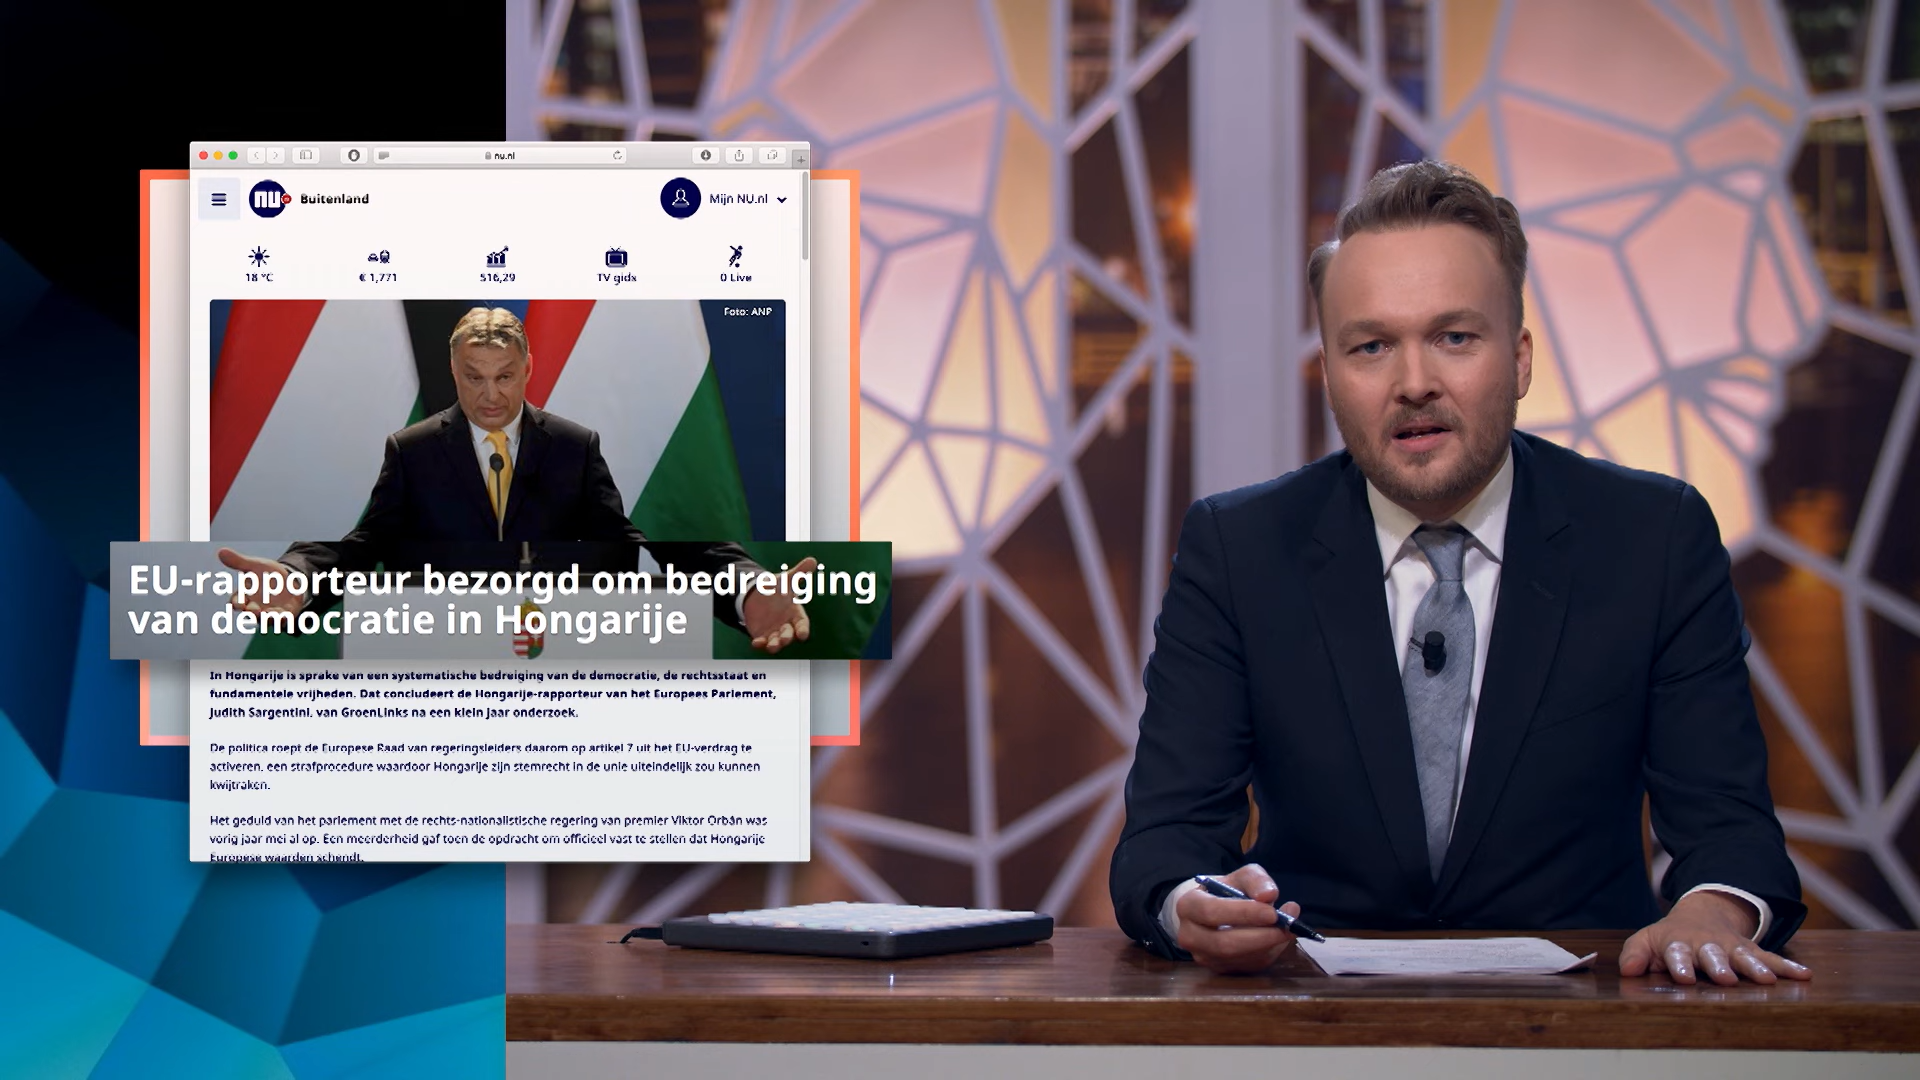 nu.nl
NU.nl Buitenland
Mijn NU.nl
18 °C
€ 1,771
516,29
TV gids
0 Live
Foto: ANP
EU-rapporteur bezorgd om bedreiging
van democratie in Hongarije
In Hongarije is sprake van een systematische bedreiging van de democratie, de rechtsstaat en
fundamentele vrijheden. Dat concludeert de Hongarije-rapporteur van het Europees Parlement,
Judith Sargentini, van GroenLinks na een klein jaar onderzoek.
De politica roept de Europese Raad van regeringsleiders daarom op artikel 7 uit het EU-verdrag te
activeren, een strafprocedure waardoor Hongarije zijn stemrecht in de unie uiteindelijk zou kunnen
kwijtraken.
Het geduld van het parlement met de rechts-nationalistische regering van premier Viktor Orbán was
vorig jaar mei al op. Een meerderheid gaf toen de opdracht om officieel vast te stellen dat Hongarije
Europese waarden schendt.